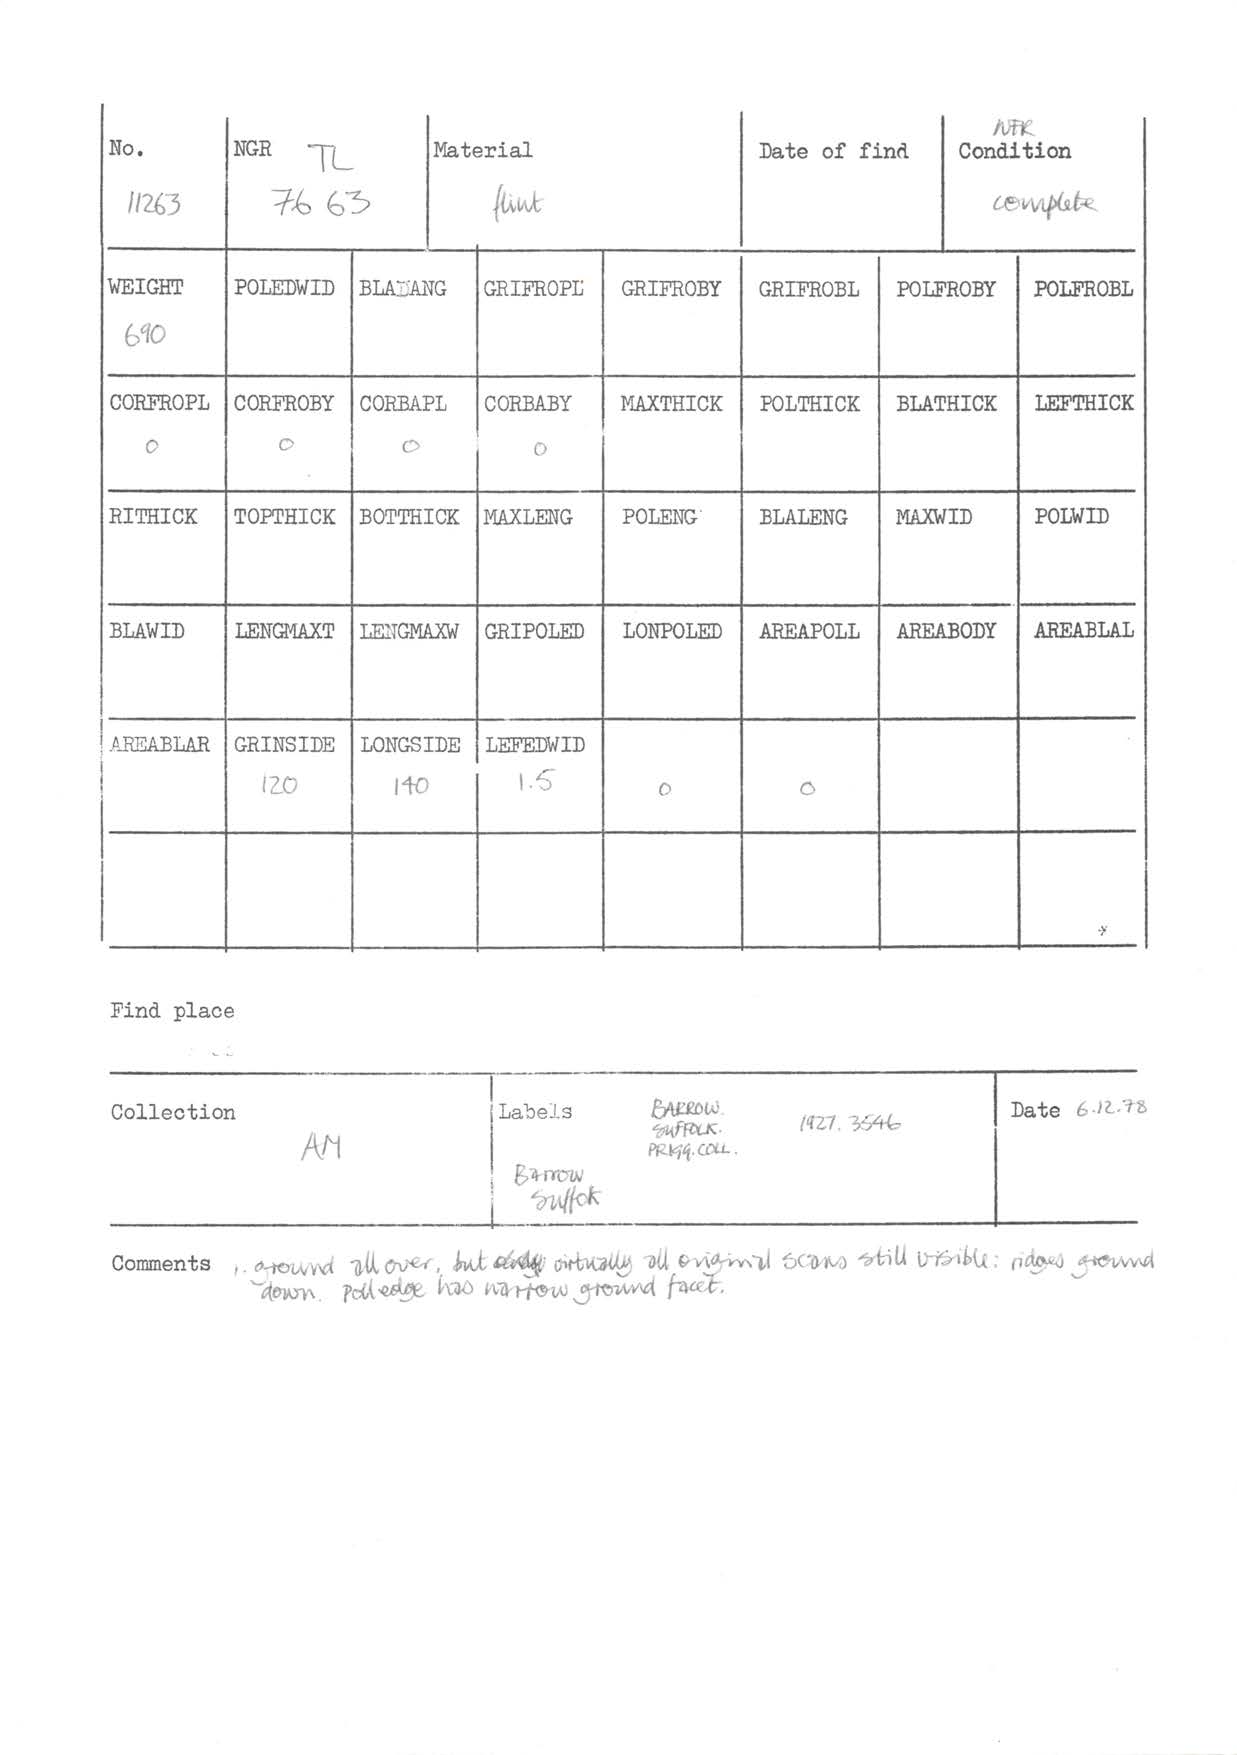 No. NGR TL Material Date of find NFR Condition
11263 76 63 flint complete
WEIGHT POLEDWID BLADANG GRIFROPL GRIFROBY GRIFROBL POLFROBY POLFROBL
690
CORFROPL CORFROBY CORBAPL CORBABY MAXTHICK POLTHICK BLATHICK LEFTHICK
0 0 0 0
RITHICK TOPTHICK BOTTHICK MAXLENG POLENG BLALENG MAXWID POLWID
BLAWID LENGMAXT LENGMAXW GRIPOLED LONPOLED AREAPOLL AREABODY AREABLAL
AREABLAR GRINSIDE LONGSIDE LEFEDWID
120 140 1.5 0 0
Find place
Collection Labels BARROW. Date 6.12.78
SUFFOLK. 1927. 3546
AM PRIGG. COLL.
Barrow
Suffok
Comments 1. ground all over, but virtually all original scars still visible: ridges ground
down. Poll edge has narrow ground facet.